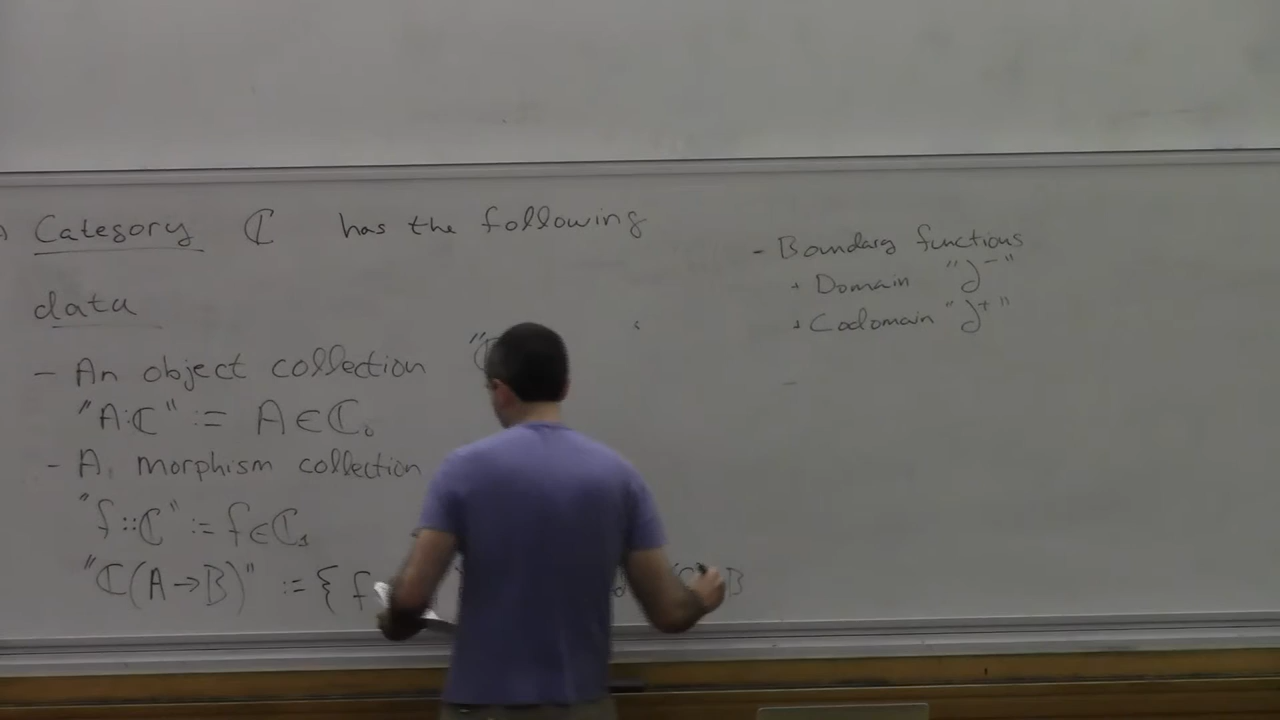 Category ℂ has the following
data
- An object collection "ℂ
"A:ℂ" := A∈ℂ₀
- A morphism collection
"f::ℂ" := f∈ℂ₁
"ℂ(A→B)" := { f B
- Boundary functions
+ Domain "∂⁻"
+ Codomain "∂⁺"
-